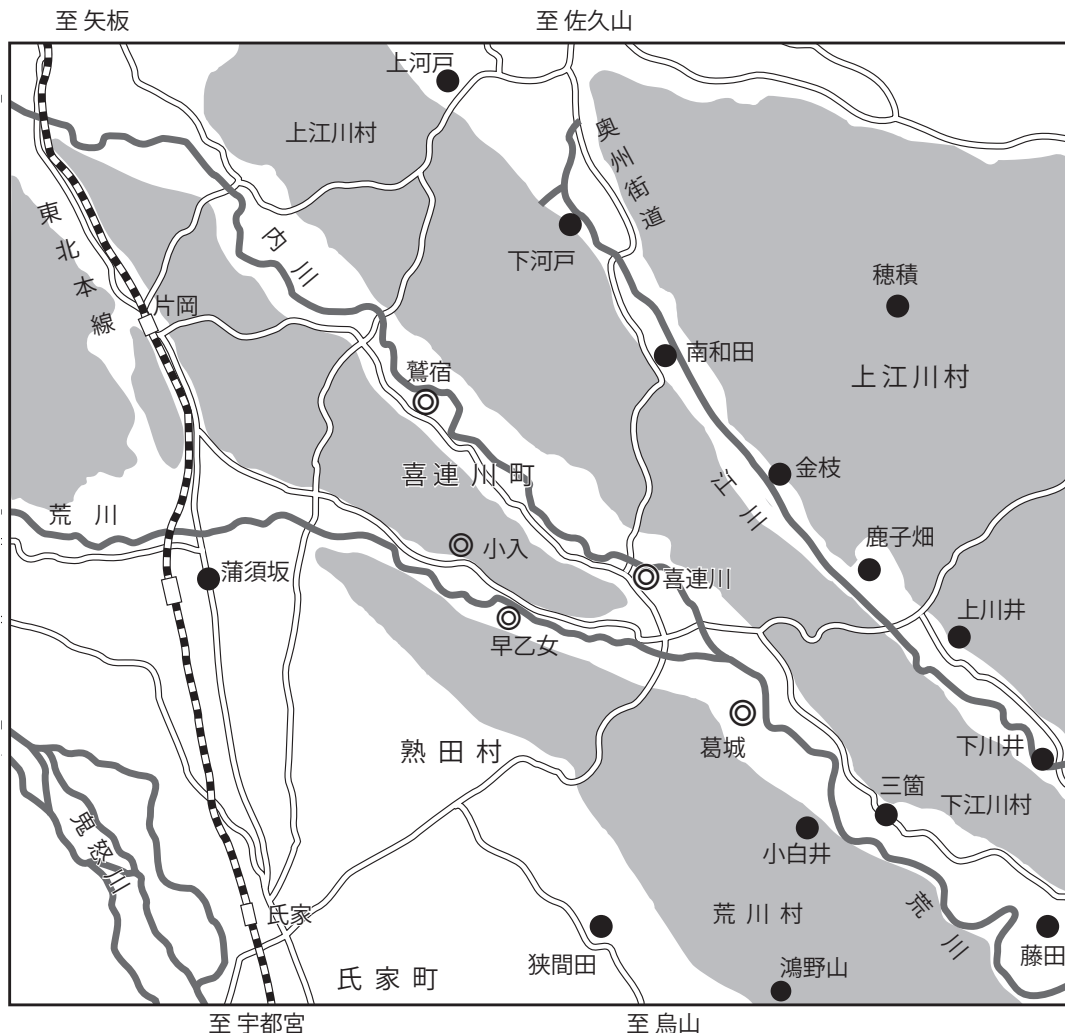 至 矢板
至 佐久山
上河戸
上江川村
奥州街道
東北本線
内川
下河戸
穂積
片岡
南和田
上江川村
鷲宿
喜連川町
金枝
江川
荒川
小入
鹿子畑
蒲須坂
喜連川
上川井
早乙女
葛城
下川井
熟田村
三箇
下江川村
鬼怒川
小白井
荒川村
荒川
氏家
狭間田
藤田
鴻野山
氏家町
至 宇都宮
至 烏山